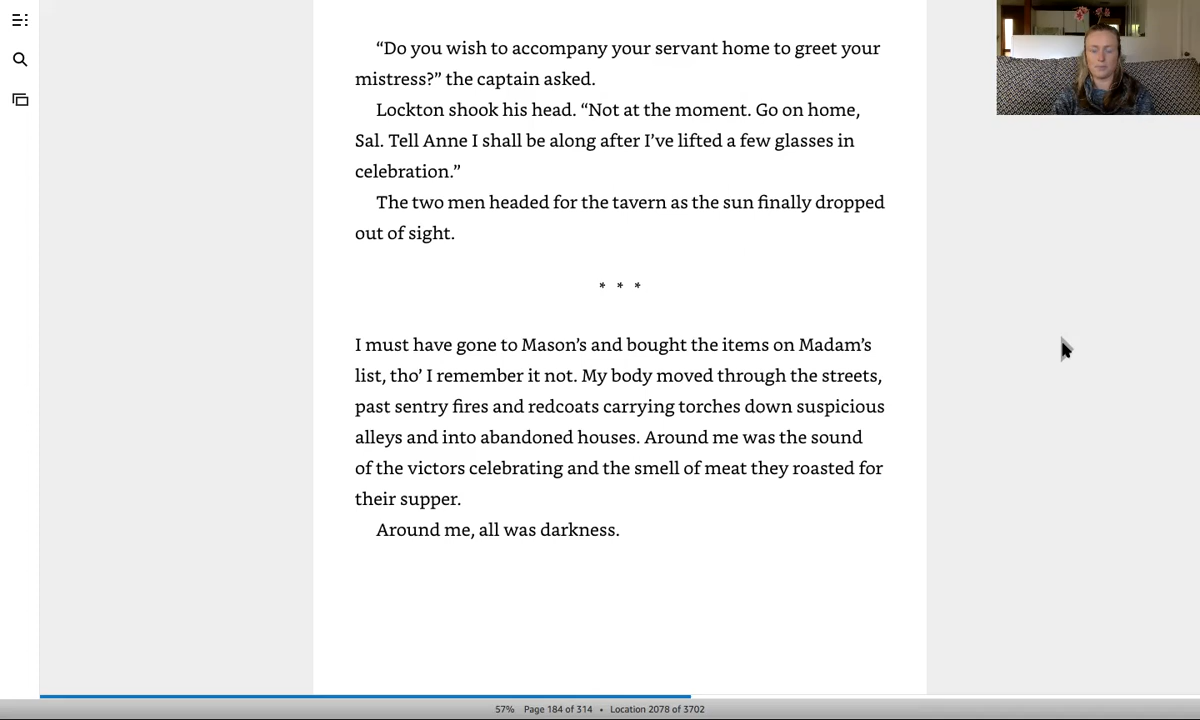 “Do you wish to accompany your servant home to greet your
mistress?” the captain asked.
Lockton shook his head. “Not at the moment. Go on home,
Sal. Tell Anne I shall be along after I’ve lifted a few glasses in
celebration.”
The two men headed for the tavern as the sun finally dropped
out of sight.
* * *
I must have gone to Mason’s and bought the items on Madam’s
list, tho’ I remember it not. My body moved through the streets,
past sentry fires and redcoats carrying torches down suspicious
alleys and into abandoned houses. Around me was the sound
of the victors celebrating and the smell of meat they roasted for
their supper.
Around me, all was darkness.
57% Page 184 of 314 • Location 2078 of 3702